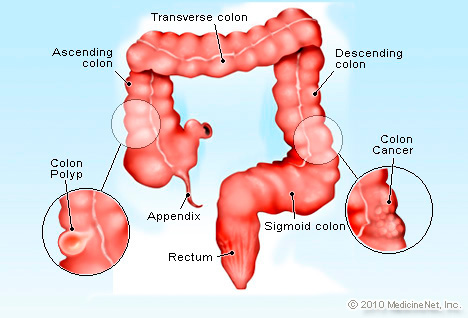 Transverse colon
Ascending
colon
Descending
colon
Colon
Cancer
Colon
Polyp
Appendix
Sigmoid colon
Rectum
© 2010 MedicineNet, Inc.